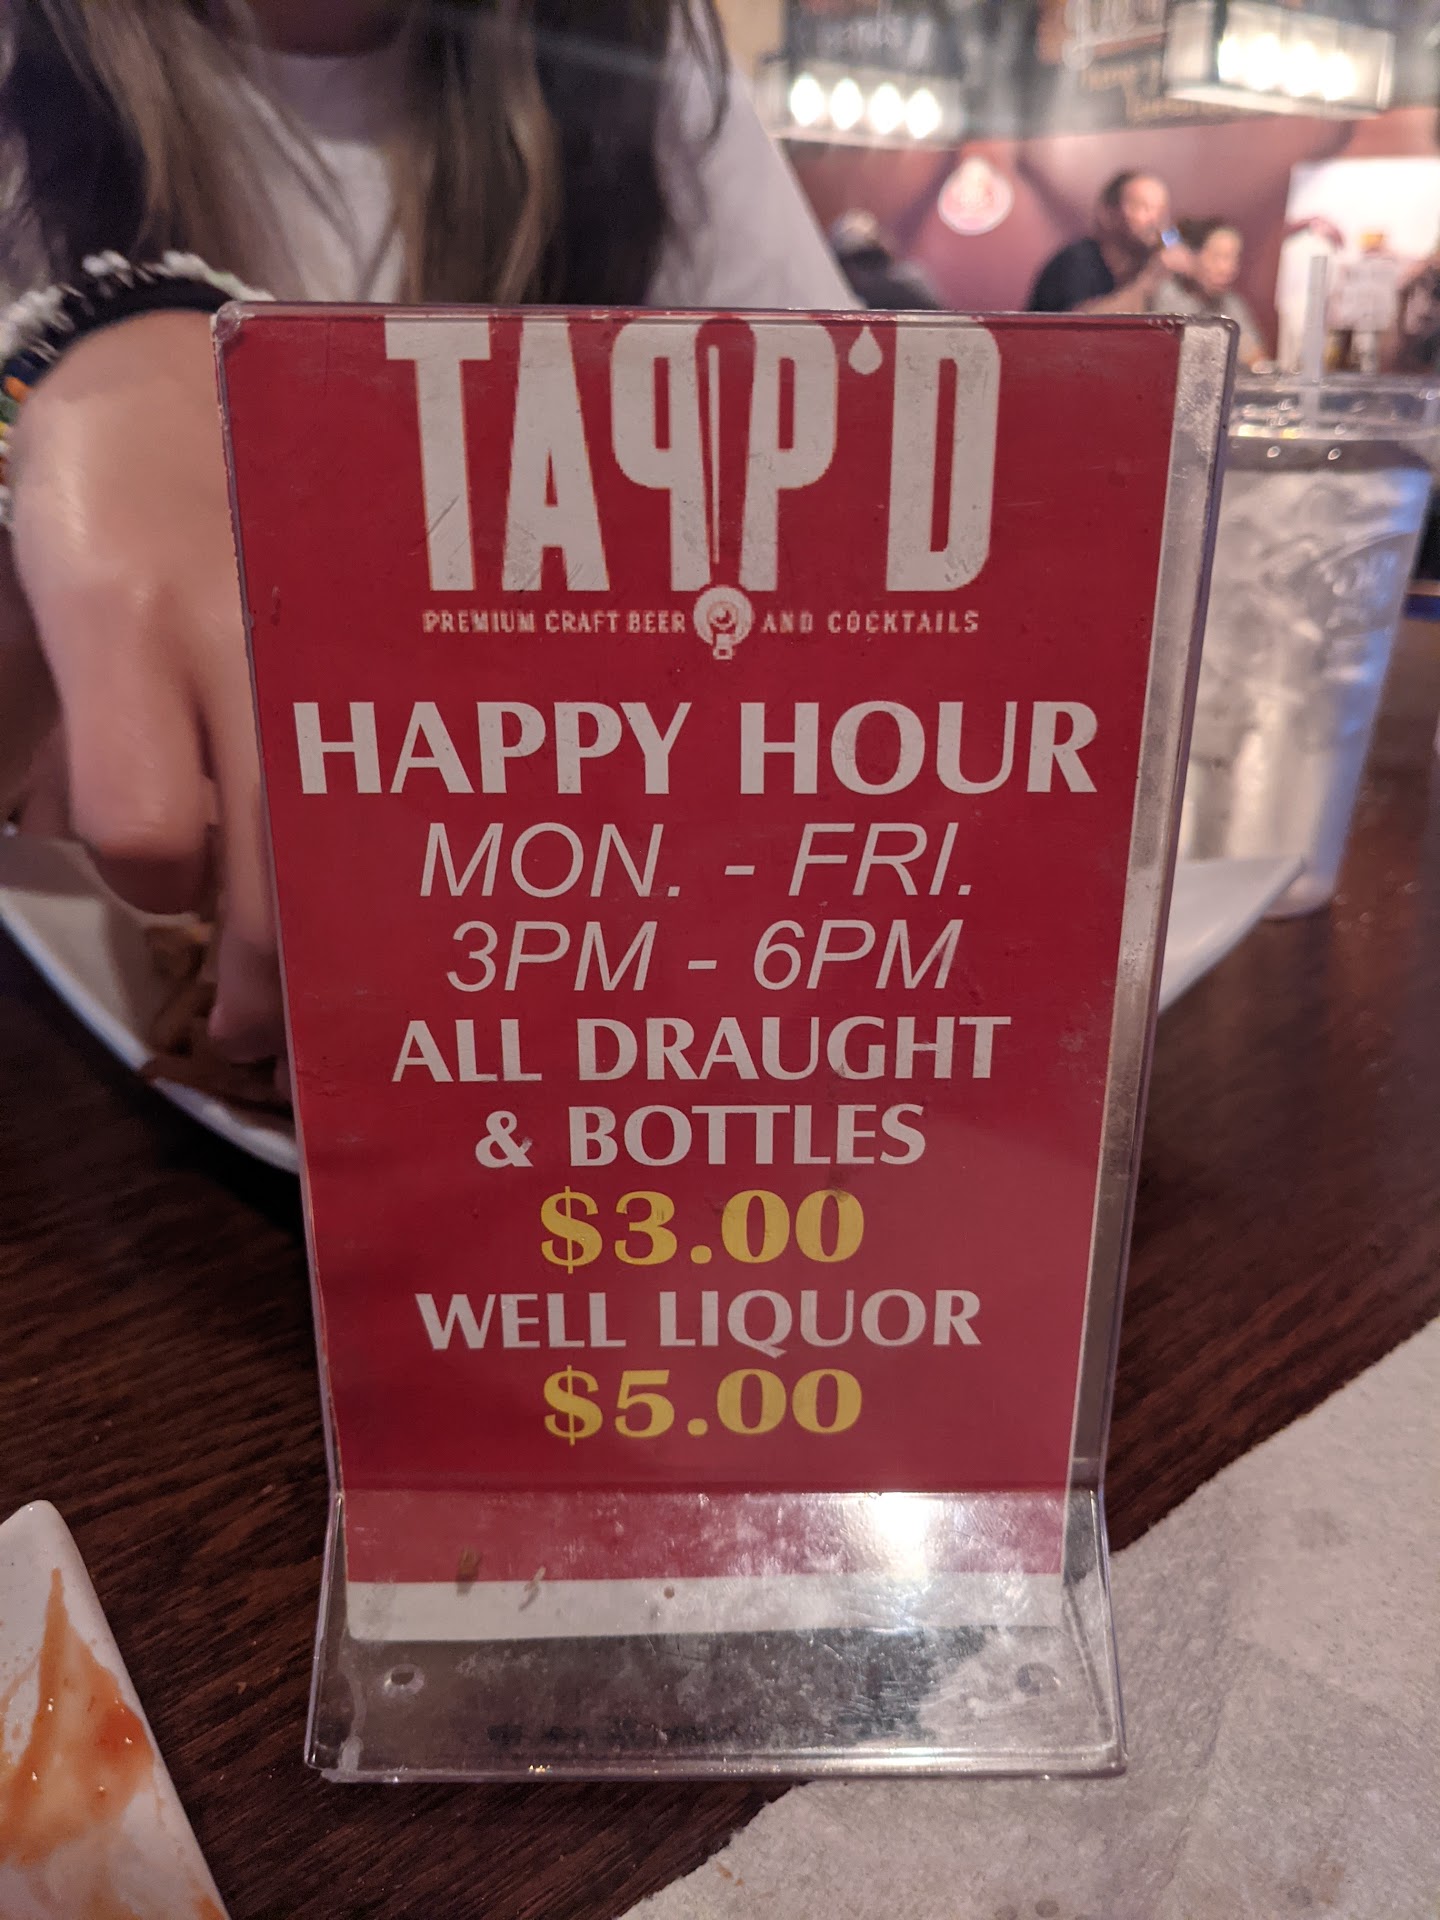 TAPP'D
PREMIUM CRAFT BEER AND COCKTAILS
HAPPY HOUR
MON. - FRI.
3PM - 6PM
ALL DRAUGHT
& BOTTLES
$3.00
WELL LIQUOR
$5.00